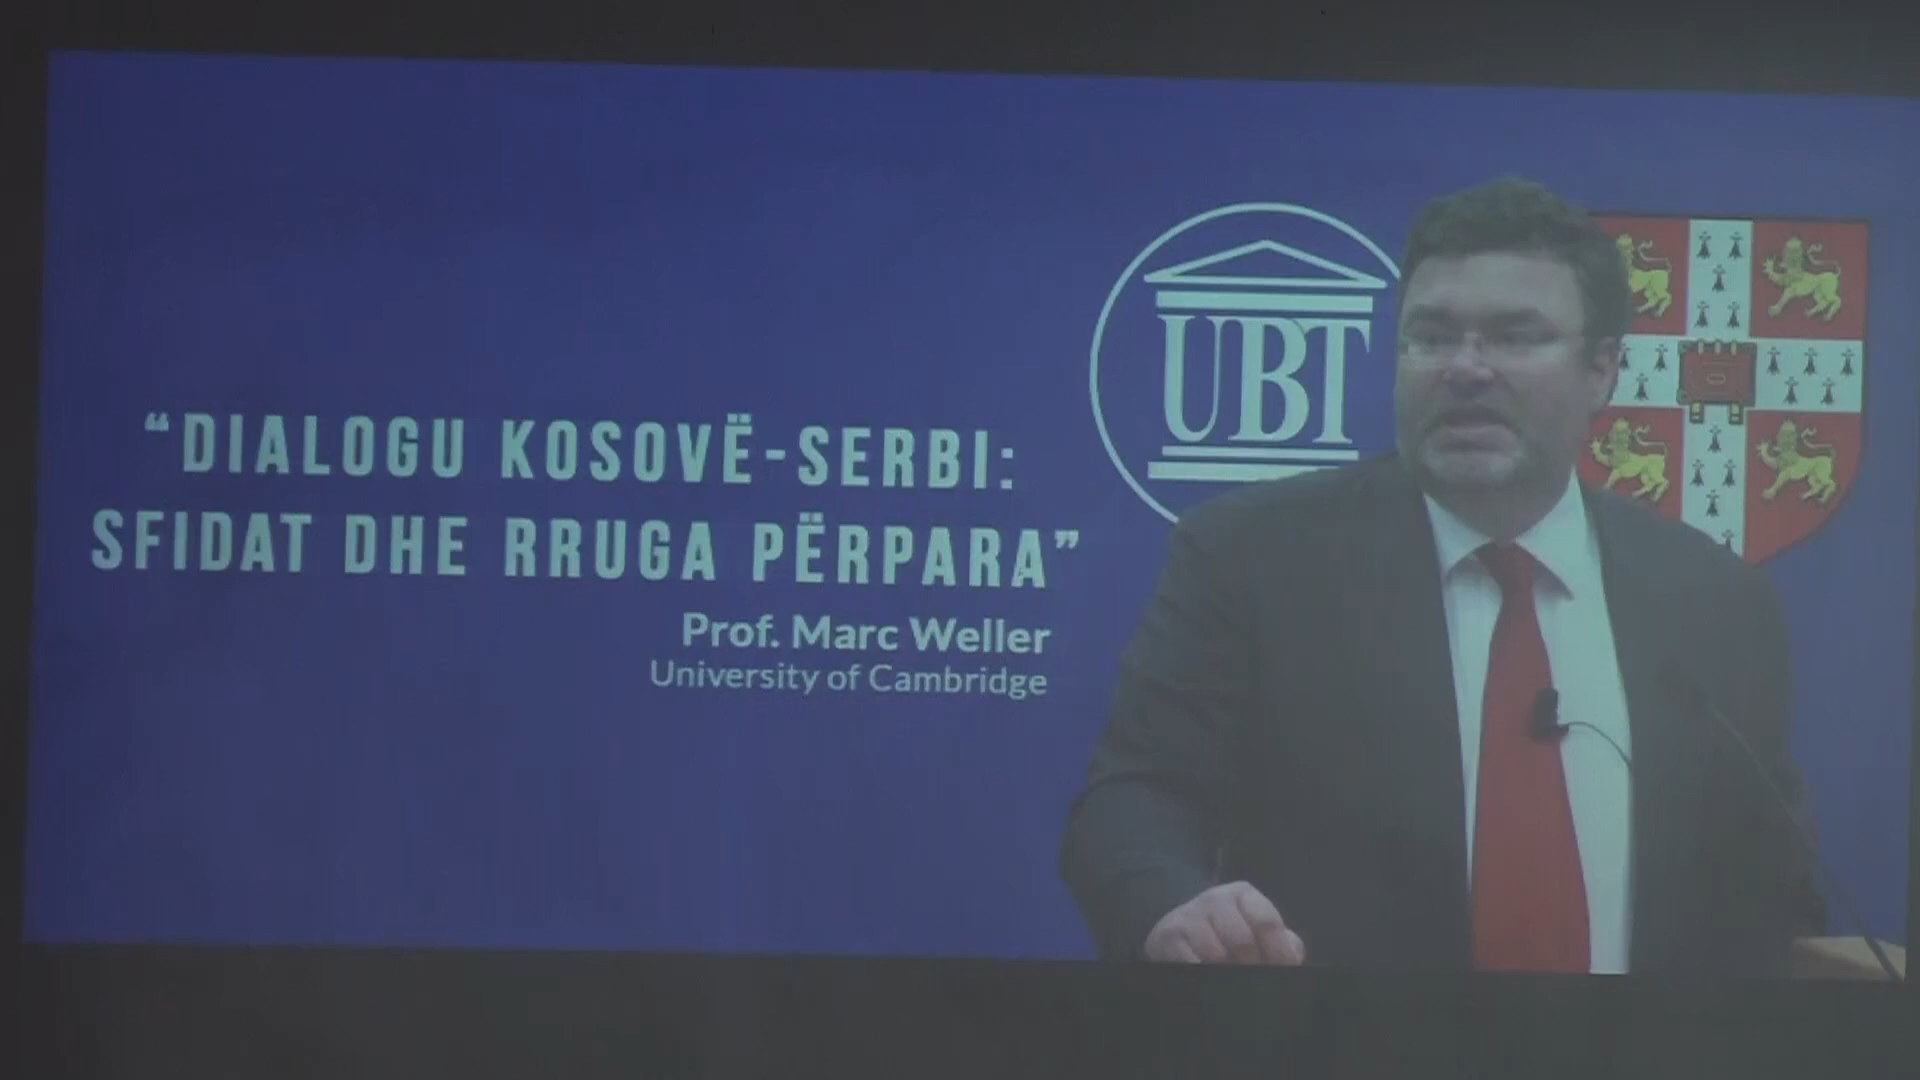 “DIALOGU KOSOVË-SERBI:
SFIDAT DHE RRUGA PËRPARA”
Prof. Marc Weller
University of Cambridge
UBT